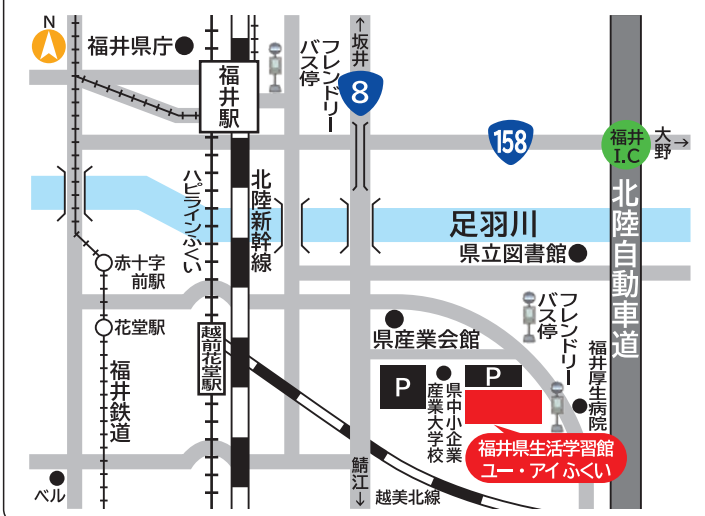 N
福井県庁
福井駅
フレンドリー
バス停
↑坂井
8
158
福井
I.C
大野→
ハピラインふくい
北陸新幹線
足羽川
県立図書館
北陸自動車道
赤十字
前駅
花堂駅
越前花堂駅
福井鉄道
県産業会館
フレンドリー
バス停
福井厚生病院
P
県中小企業
産業大学校
P
福井県生活学習館
ユー・アイふくい
鯖江↓
越美北線
ベル